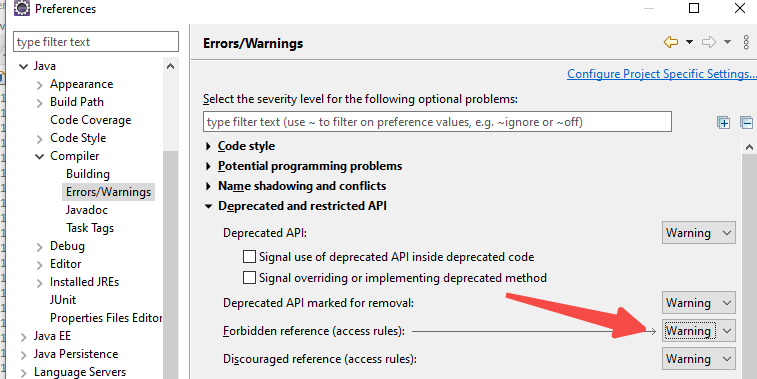 Preferences
type filter text
Java
Appearance
Build Path
Code Coverage
Code Style
Compiler
Building
Errors/Warnings
Javadoc
Task Tags
Debug
Editor
Installed JREs
JUnit
Properties Files Editor
Java EE
Java Persistence
Language Servers
Errors/Warnings
Configure Project Specific Settings...
Select the severity level for the following optional problems:
type filter text (use ~ to filter on preference values, e.g. ~ignore or ~off)
Code style
Potential programming problems
Name shadowing and conflicts
Deprecated and restricted API
Deprecated API: Warning
Signal use of deprecated API inside deprecated code
Signal overriding or implementing deprecated method
Deprecated API marked for removal: Warning
Forbidden reference (access rules): Warning
Discouraged reference (access rules): Warning